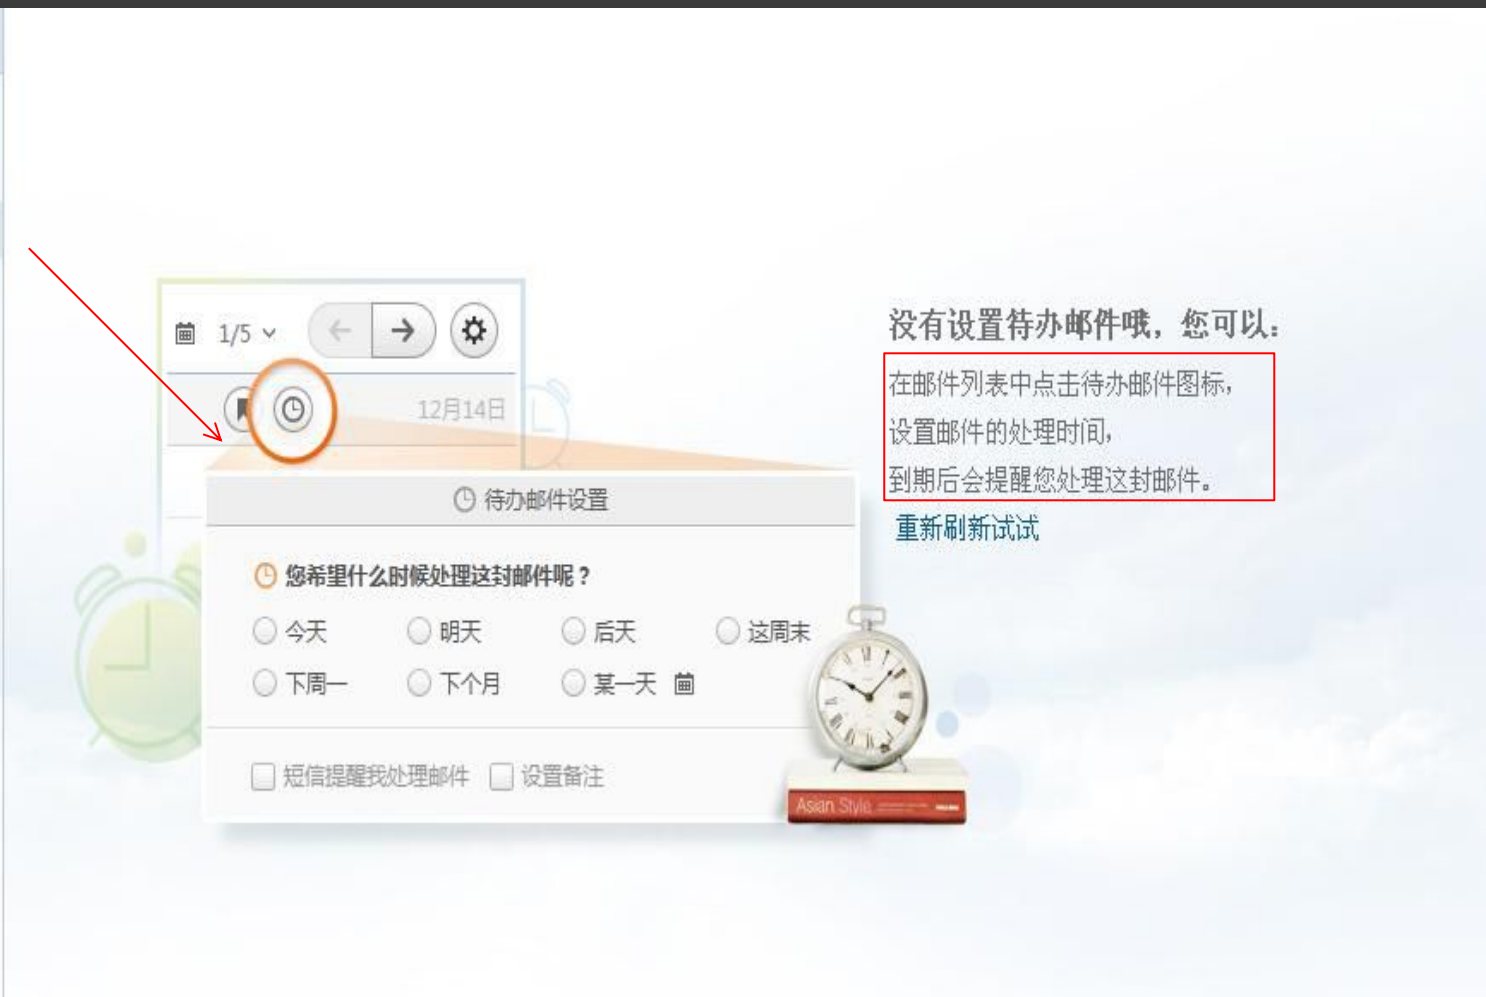 1/5
12月14日
待办邮件设置
您希望什么时候处理这封邮件呢？
今天 明天 后天 这周末
下周一 下个月 某一天
短信提醒我处理邮件 设置备注
Asian Style
没有设置待办邮件哦，您可以：
在邮件列表中点击待办邮件图标，
设置邮件的处理时间，
到期后会提醒您处理这封邮件。
重新刷新试试